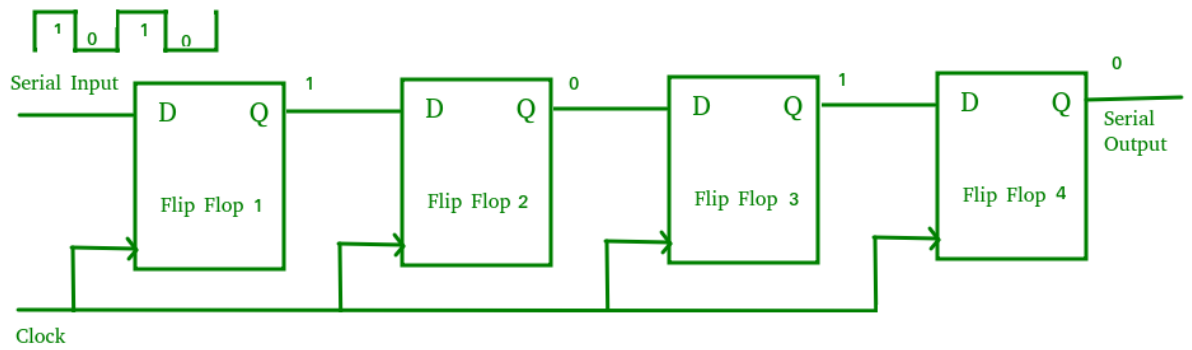 1 0 1 0
Serial Input
1
0
1
0
D Q
D Q
D Q
D Q
Serial
Output
Flip Flop 1
Flip Flop 2
Flip Flop 3
Flip Flop 4
Clock